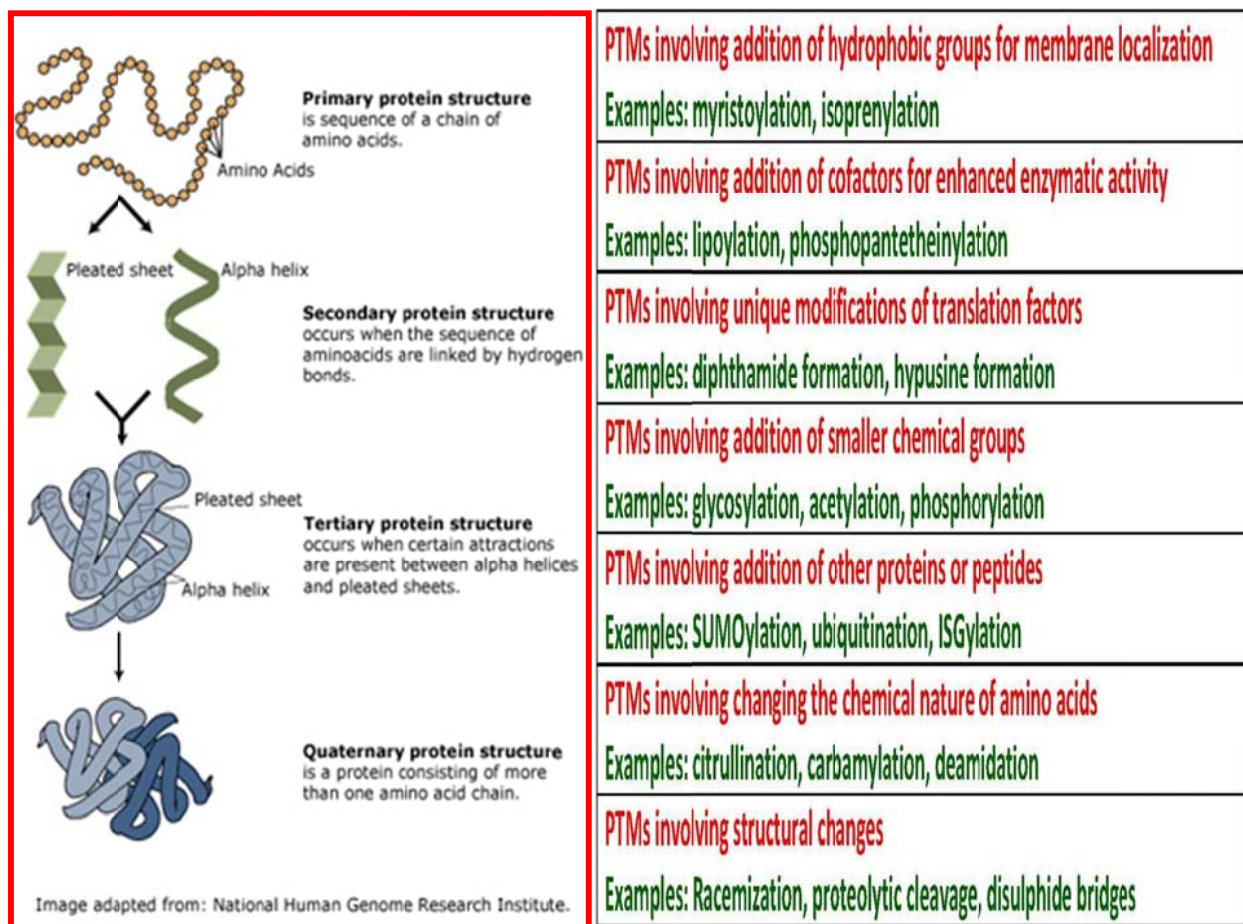 Primary protein structure
is sequence of a chain of
amino acids.
Amino Acids
Pleated sheet
Alpha helix
Secondary protein structure
occurs when the sequence of
aminoacids are linked by hydrogen
bonds.
Pleated sheet
Tertiary protein structure
occurs when certain attractions
are present between alpha helices
and pleated sheets.
Alpha helix
Quaternary protein structure
is a protein consisting of more
than one amino acid chain.
Image adapted from: National Human Genome Research Institute.
PTMs involving addition of hydrophobic groups for membrane localization
Examples: myristoylation, isoprenylation
PTMs involving addition of cofactors for enhanced enzymatic activity
Examples: lipoylation, phosphopantetheinylation
PTMs involving unique modifications of translation factors
Examples: diphthamide formation, hypusine formation
PTMs involving addition of smaller chemical groups
Examples: glycosylation, acetylation, phosphorylation
PTMs involving addition of other proteins or peptides
Examples: SUMOylation, ubiquitination, ISGylation
PTMs involving changing the chemical nature of amino acids
Examples: citrullination, carbamylation, deamidation
PTMs involving structural changes
Examples: Racemization, proteolytic cleavage, disulphide bridges